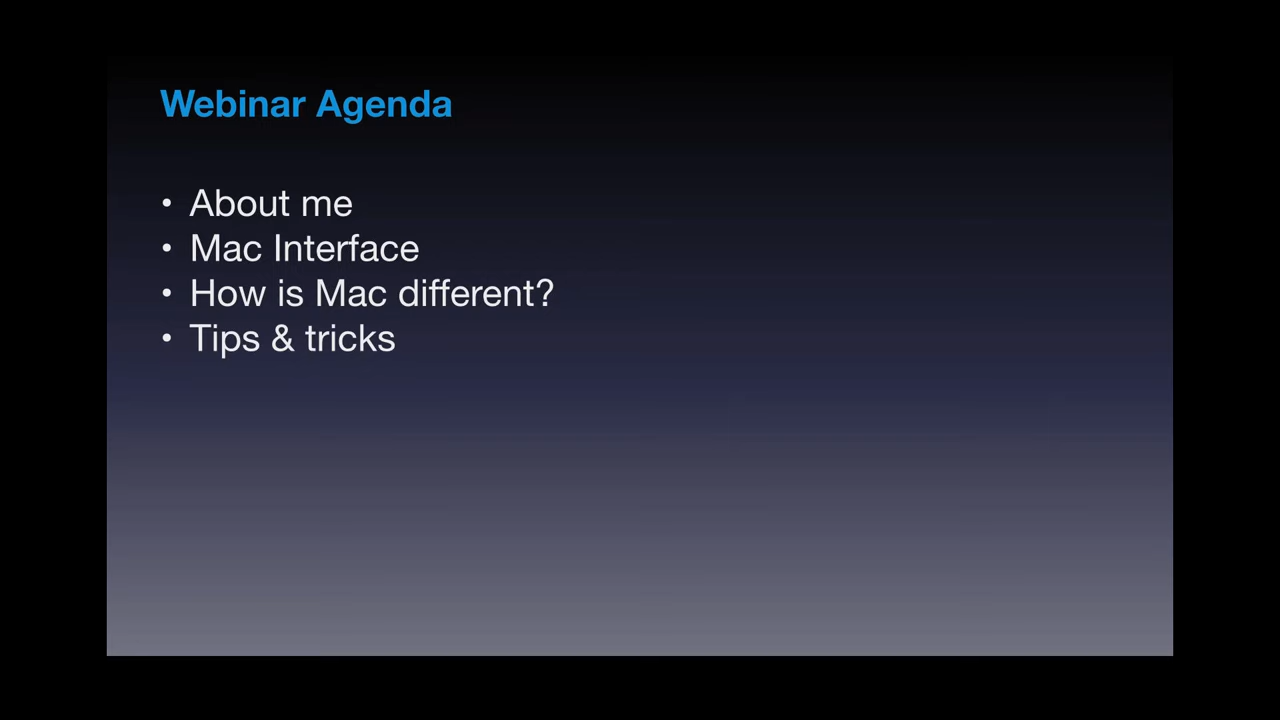 Webinar Agenda
• About me
• Mac Interface
• How is Mac different?
• Tips & tricks